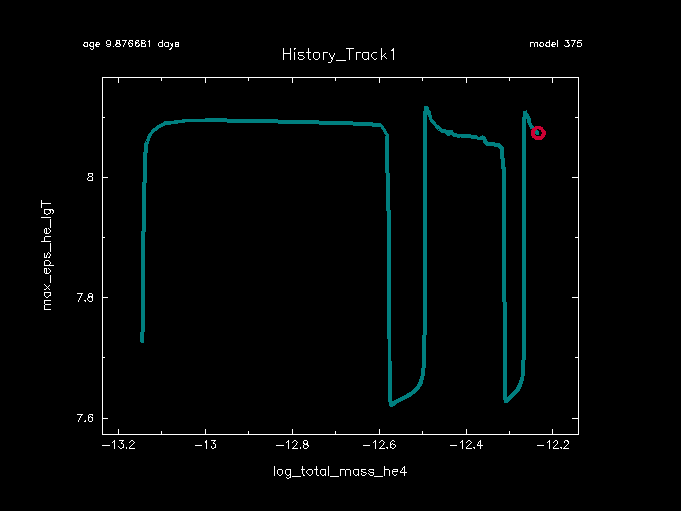 age 9.876681 days
model 375
History_Track1
8
7.8
7.6
max_eps_he_lgT
-13.2
-13
-12.8
-12.6
-12.4
-12.2
log_total_mass_he4